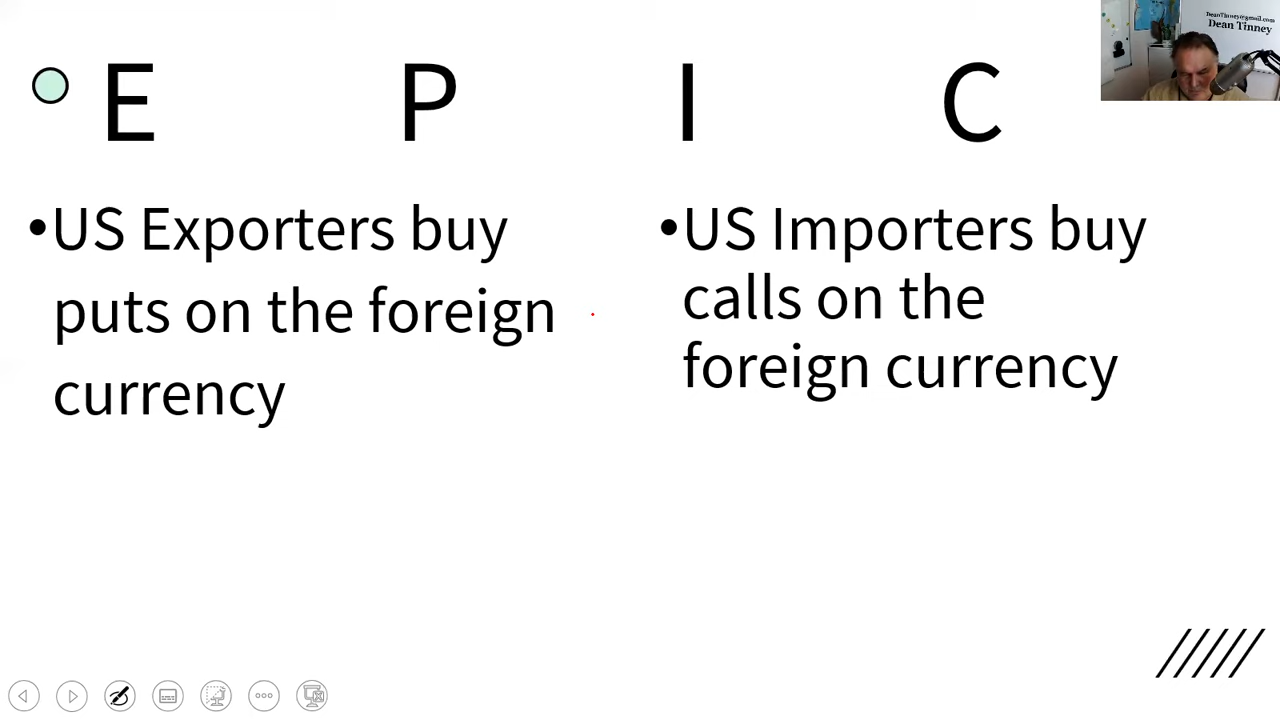 DeanTinney@gmail.com
Dean Tinney
E P I C
•US Exporters buy
puts on the foreign
currency
•US Importers buy
calls on the
foreign currency